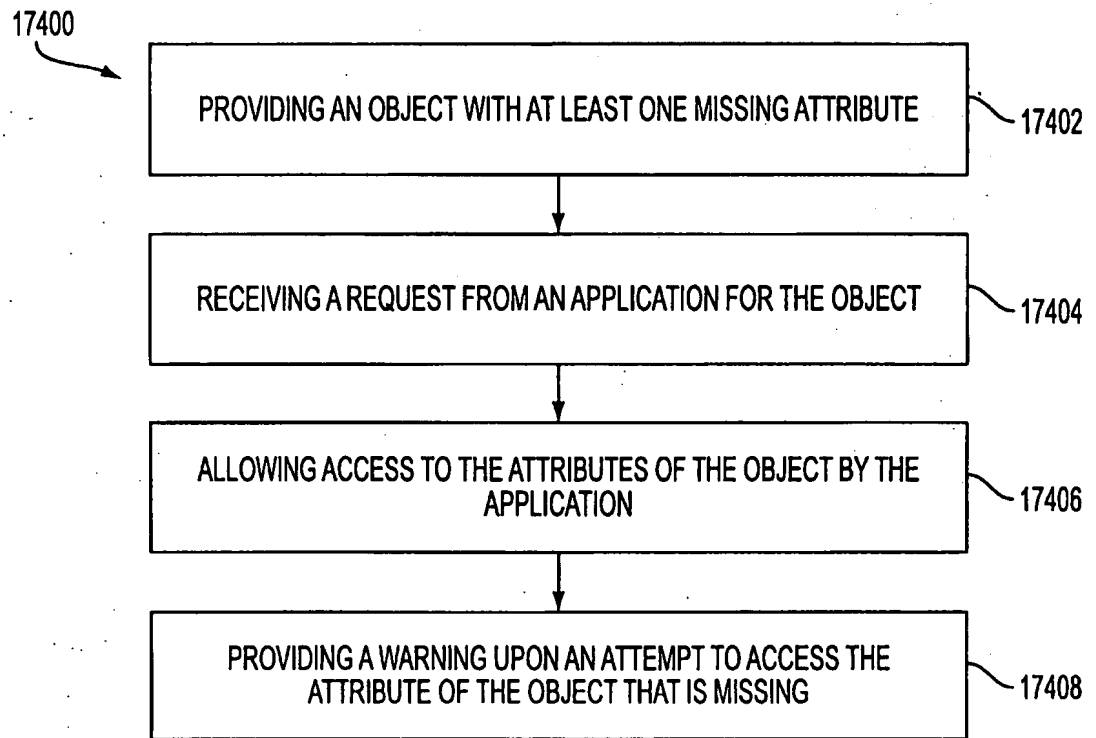 17400
PROVIDING AN OBJECT WITH AT LEAST ONE MISSING ATTRIBUTE
17402
RECEIVING A REQUEST FROM AN APPLICATION FOR THE OBJECT
17404
ALLOWING ACCESS TO THE ATTRIBUTES OF THE OBJECT BY THE
APPLICATION
17406
PROVIDING A WARNING UPON AN ATTEMPT TO ACCESS THE
ATTRIBUTE OF THE OBJECT THAT IS MISSING
17408